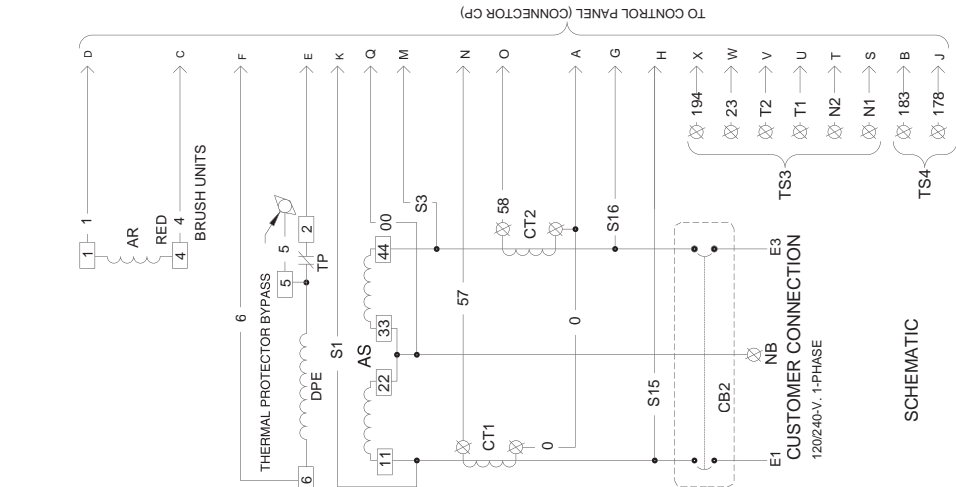 TO CONTROL PANEL (CONNECTOR CP)
D
C
F
E
K
Q
M
N
O
A
G
H
X
W
V
U
T
S
B
J
1
4
6
5
2
S1
00
S3
57
58
0
S16
S15
194
23
T2
T1
N2
N1
183
178
TS3
TS4
1
AR
RED
4
BRUSH UNITS
THERMAL PROTECTOR BYPASS
5
TP
DPE
6
AS
11
22
33
44
CT1
0
CT2
CB2
E1
NB
E3
CUSTOMER CONNECTION
120/240-V. 1-PHASE
SCHEMATIC